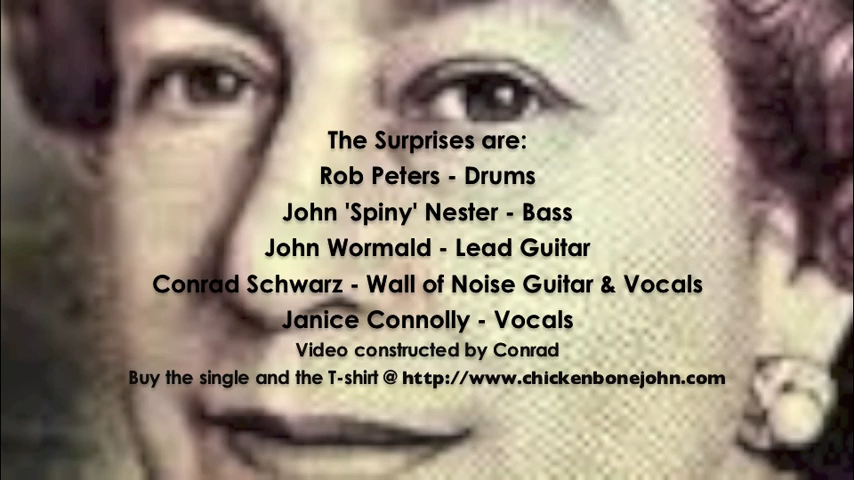 The Surprises are:
Rob Peters - Drums
John 'Spiny' Nester - Bass
John Wormald - Lead Guitar
Conrad Schwarz - Wall of Noise Guitar & Vocals
Janice Connolly - Vocals
Video constructed by Conrad
Buy the single and the T-shirt @ http://www.chickenbonejohn.com